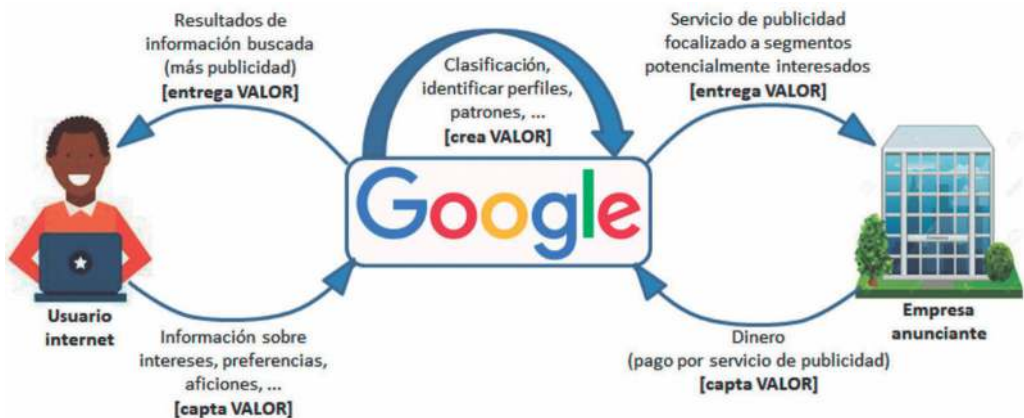 Resultados de
información buscada
(más publicidad)
[entrega VALOR]
Clasificación,
identificar perfiles,
patrones, ...
[crea VALOR]
Servicio de publicidad
focalizado a segmentos
potencialmente interesados
[entrega VALOR]
Google
Usuario
internet
Información sobre
intereses, preferencias,
aficiones, ...
[capta VALOR]
Dinero
(pago por servicio de publicidad)
[capta VALOR]
Empresa
anunciante